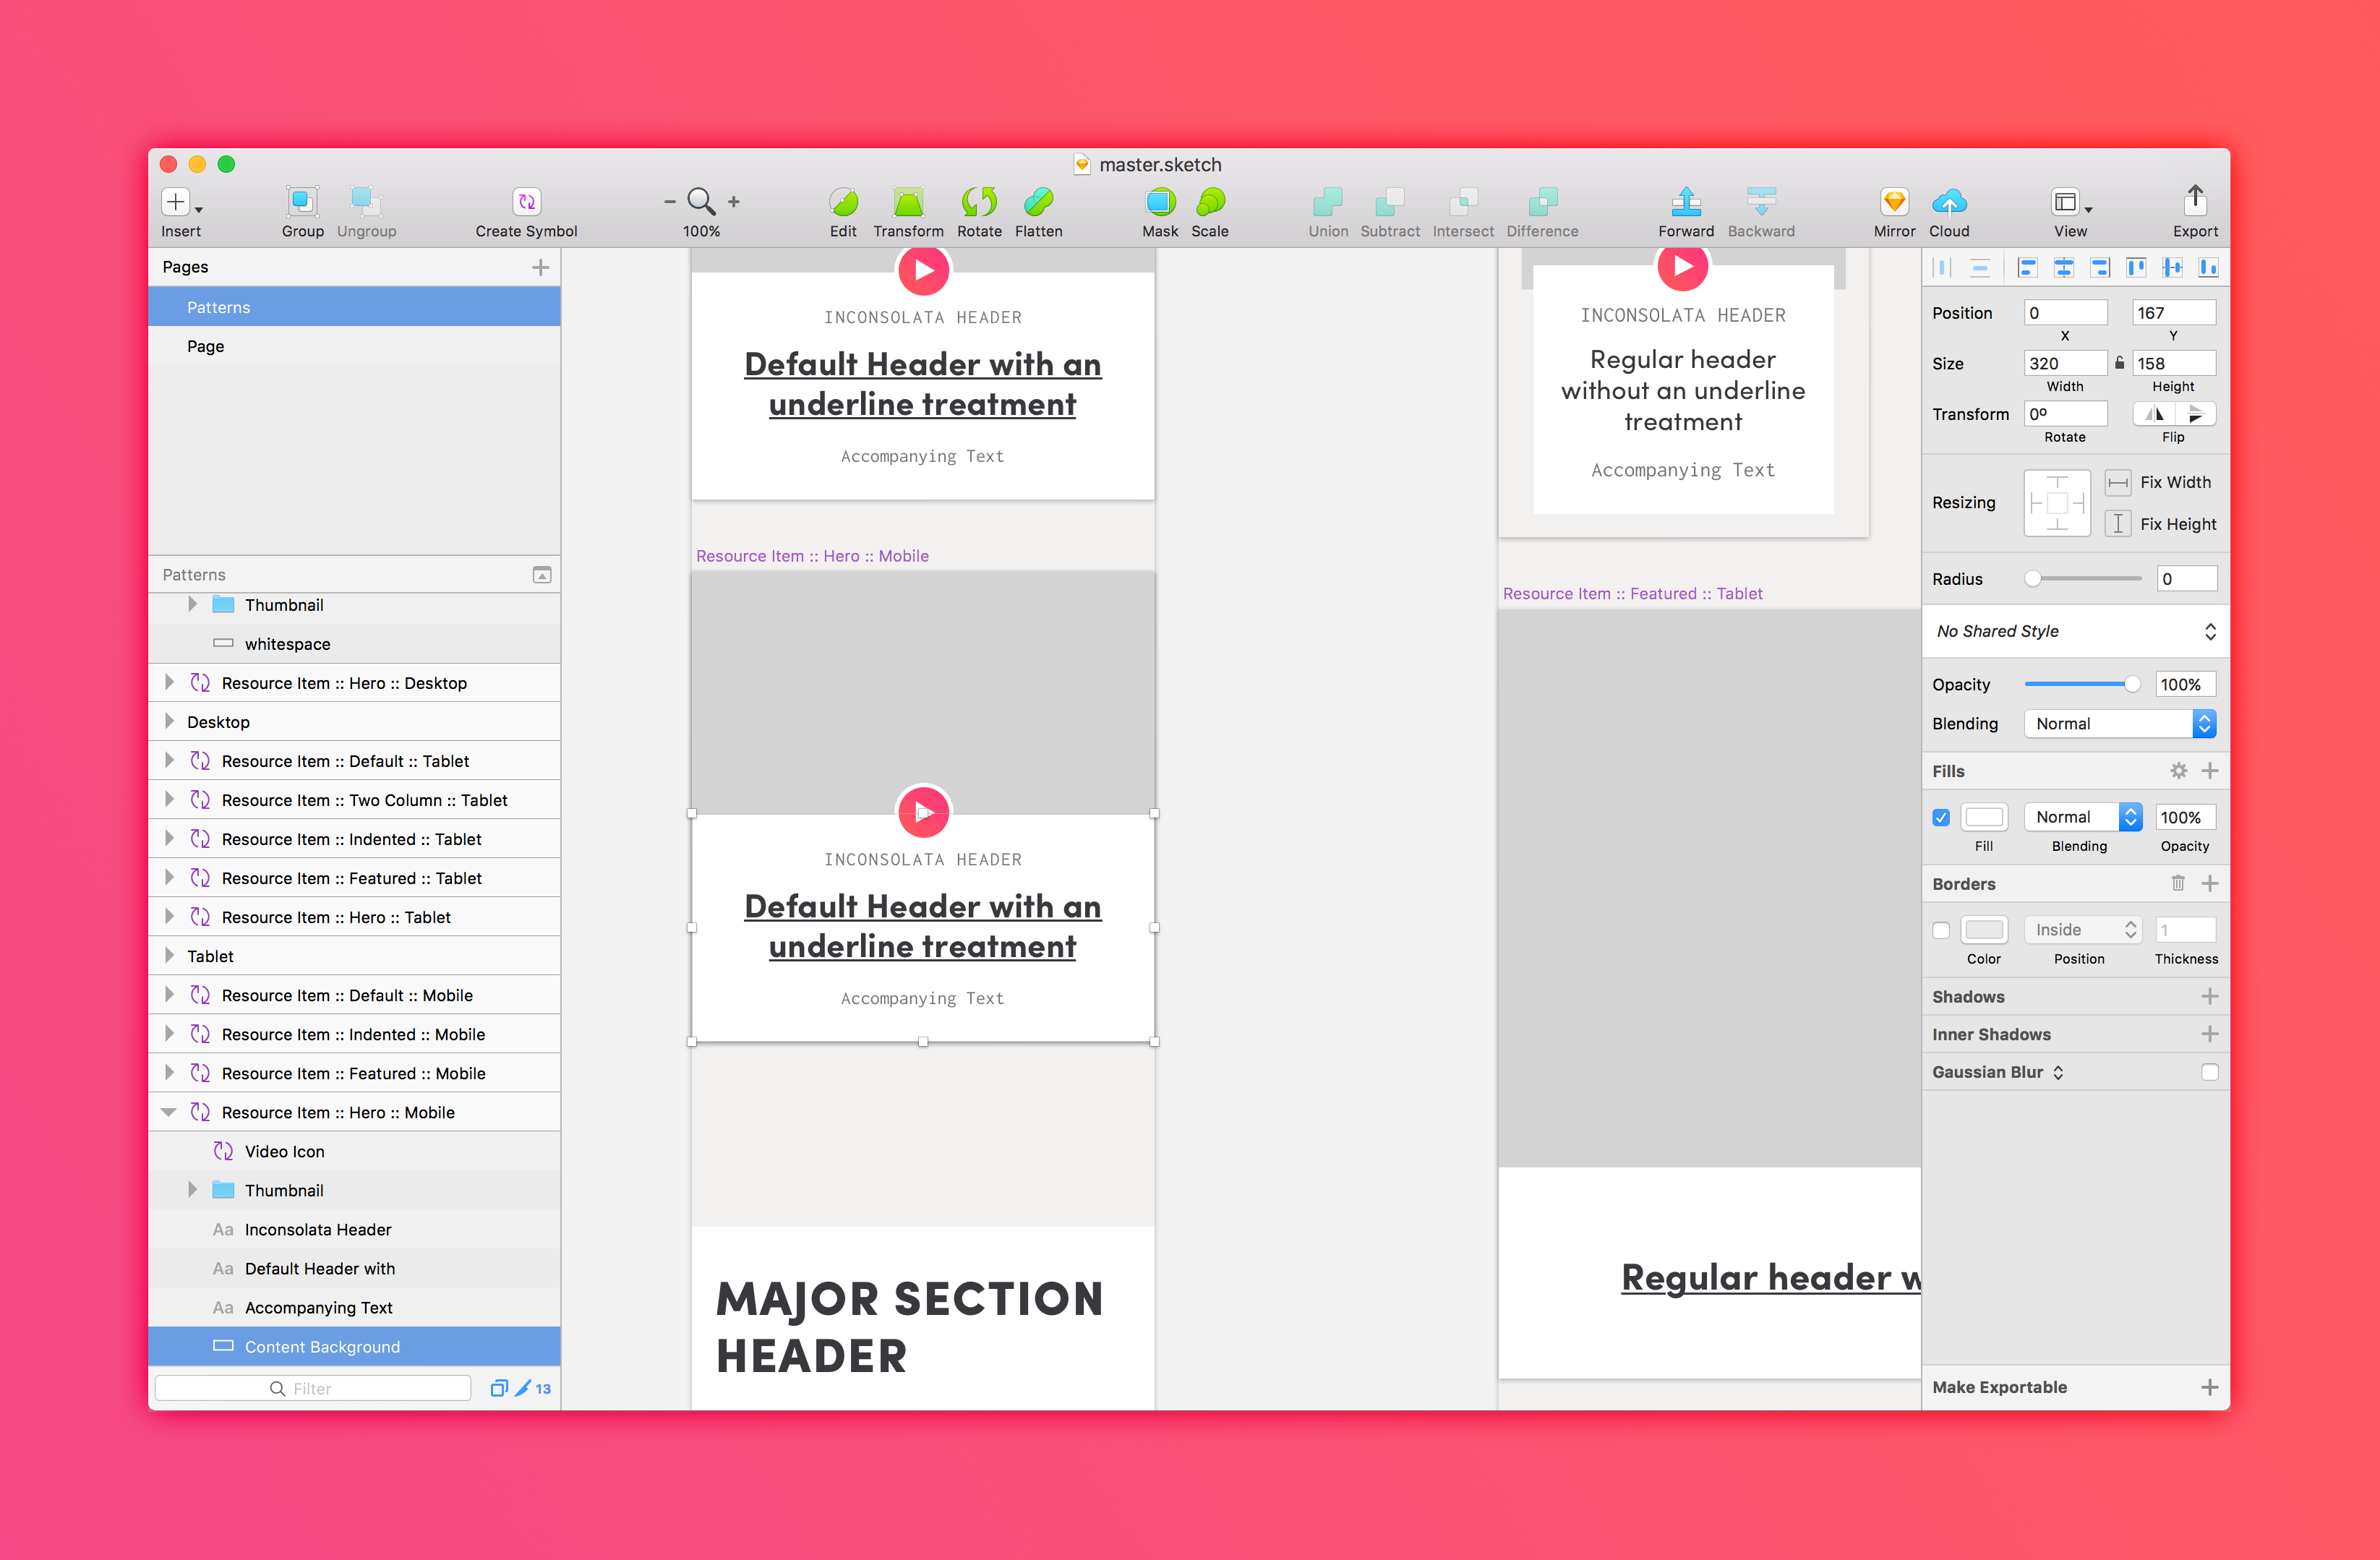 master.sketch
Insert
Group
Ungroup
Create Symbol
100%
Edit
Transform
Rotate
Flatten
Mask
Scale
Union
Subtract
Intersect
Difference
Forward
Backward
Mirror
Cloud
View
Export
Pages
Patterns
Page
Patterns
Thumbnail
whitespace
Resource Item :: Hero :: Desktop
Desktop
Resource Item :: Default :: Tablet
Resource Item :: Two Column :: Tablet
Resource Item :: Indented :: Tablet
Resource Item :: Featured :: Tablet
Resource Item :: Hero :: Tablet
Tablet
Resource Item :: Default :: Mobile
Resource Item :: Indented :: Mobile
Resource Item :: Featured :: Mobile
Resource Item :: Hero :: Mobile
Video Icon
Thumbnail
Aa Inconsolata Header
Aa Default Header with
Aa Accompanying Text
Content Background
Filter
13
INCONSOLATA HEADER
Default Header with an
underline treatment
Accompanying Text
Resource Item :: Hero :: Mobile
INCONSOLATA HEADER
Default Header with an
underline treatment
Accompanying Text
MAJOR SECTION
HEADER
INCONSOLATA HEADER
Regular header
without an underline
treatment
Accompanying Text
Resource Item :: Featured :: Tablet
Regular header w
Position 0 167
X Y
Size 320 158
Width Height
Transform 0º
Rotate Flip
Resizing
Fix Width
Fix Height
Radius 0
No Shared Style
Opacity 100%
Blending Normal
Fills
Normal 100%
Fill Blending Opacity
Borders
Inside 1
Color Position Thickness
Shadows
Inner Shadows
Gaussian Blur
Make Exportable